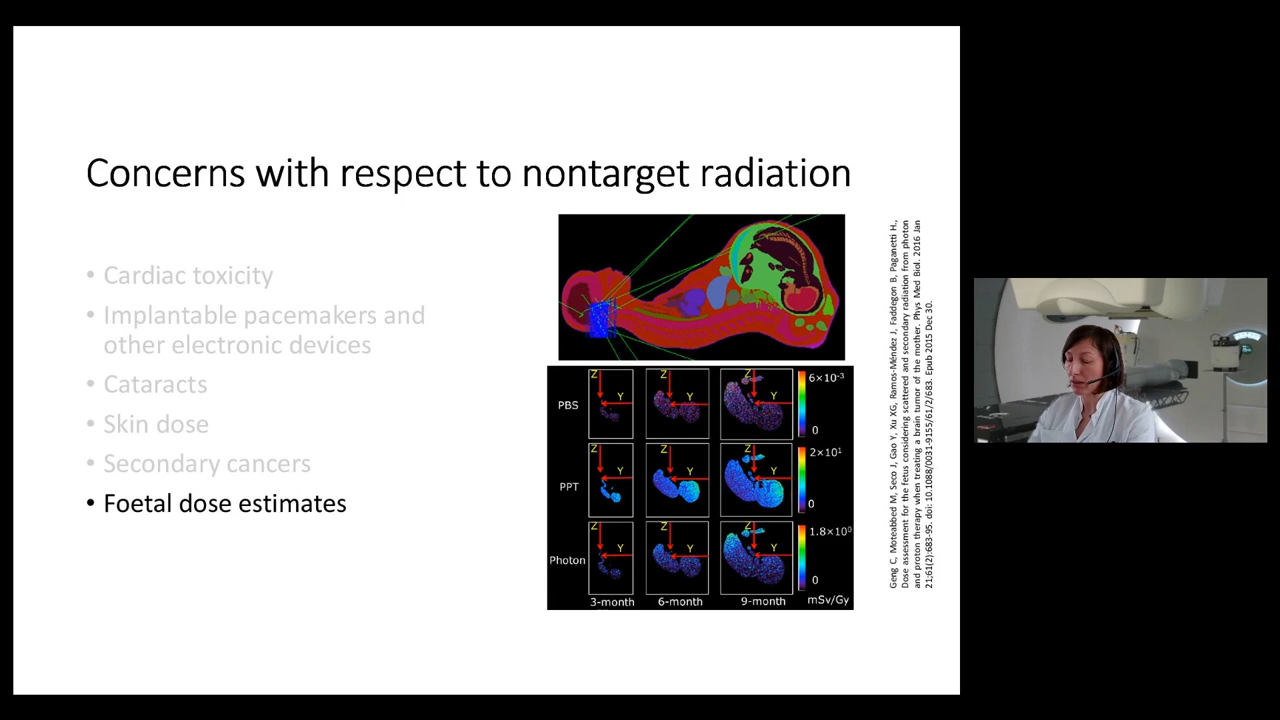 Concerns with respect to nontarget radiation
• Cardiac toxicity
• Implantable pacemakers and
other electronic devices
• Cataracts
• Skin dose
• Secondary cancers
• Foetal dose estimates
Z
Y
Z
Y
Z
Y
PBS
6×10⁻³
0
Z
Y
Z
Y
Z
Y
PPT
2×10¹
0
Z
Y
Z
Y
Z
Y
Photon
1.8×10⁰
0
3-month 6-month 9-month mSv/Gy
Geng C, Moteabbed M, Seco J, Gao Y, Xu XG, Ramos-Méndez J, Faddegon B, Paganetti H.,
Dose assessment for the fetus considering scattered and secondary radiation from photon
and proton therapy when treating a brain tumor of the mother. Phys Med Biol. 2016 Jan
21;61(2):683-95. doi: 10.1088/0031-9155/61/2/683. Epub 2015 Dec 30.